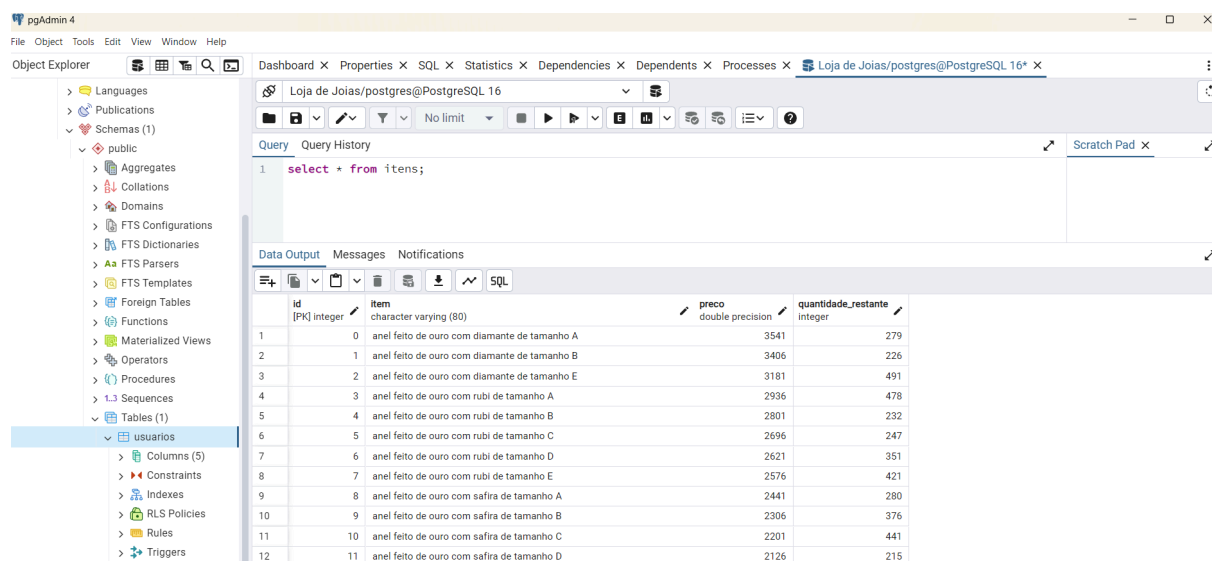 pgAdmin 4
File Object Tools Edit View Window Help
Object Explorer
Dashboard Properties SQL Statistics Dependencies Dependents Processes Loja de Joias/postgres@PostgreSQL 16*
Languages
Publications
Schemas (1)
public
Aggregates
Collations
Domains
FTS Configurations
FTS Dictionaries
FTS Parsers
FTS Templates
Foreign Tables
Functions
Materialized Views
Operators
Procedures
1..3 Sequences
Tables (1)
usuarios
Columns (5)
Constraints
Indexes
RLS Policies
Rules
Triggers
Loja de Joias/postgres@PostgreSQL 16
No limit
Query Query History
Scratch Pad
1 select * from itens;
Data Output Messages Notifications
SQL
id item preco quantidade_restante
[PK] integer character varying (80) double precision integer
1 0 anel feito de ouro com diamante de tamanho A 3541 279
2 1 anel feito de ouro com diamante de tamanho B 3406 226
3 2 anel feito de ouro com diamante de tamanho E 3181 491
4 3 anel feito de ouro com rubi de tamanho A 2936 478
5 4 anel feito de ouro com rubi de tamanho B 2801 232
6 5 anel feito de ouro com rubi de tamanho C 2696 247
7 6 anel feito de ouro com rubi de tamanho D 2621 351
8 7 anel feito de ouro com rubi de tamanho E 2576 421
9 8 anel feito de ouro com safira de tamanho A 2441 280
10 9 anel feito de ouro com safira de tamanho B 2306 376
11 10 anel feito de ouro com safira de tamanho C 2201 441
12 11 anel feito de ouro com safira de tamanho D 2126 215